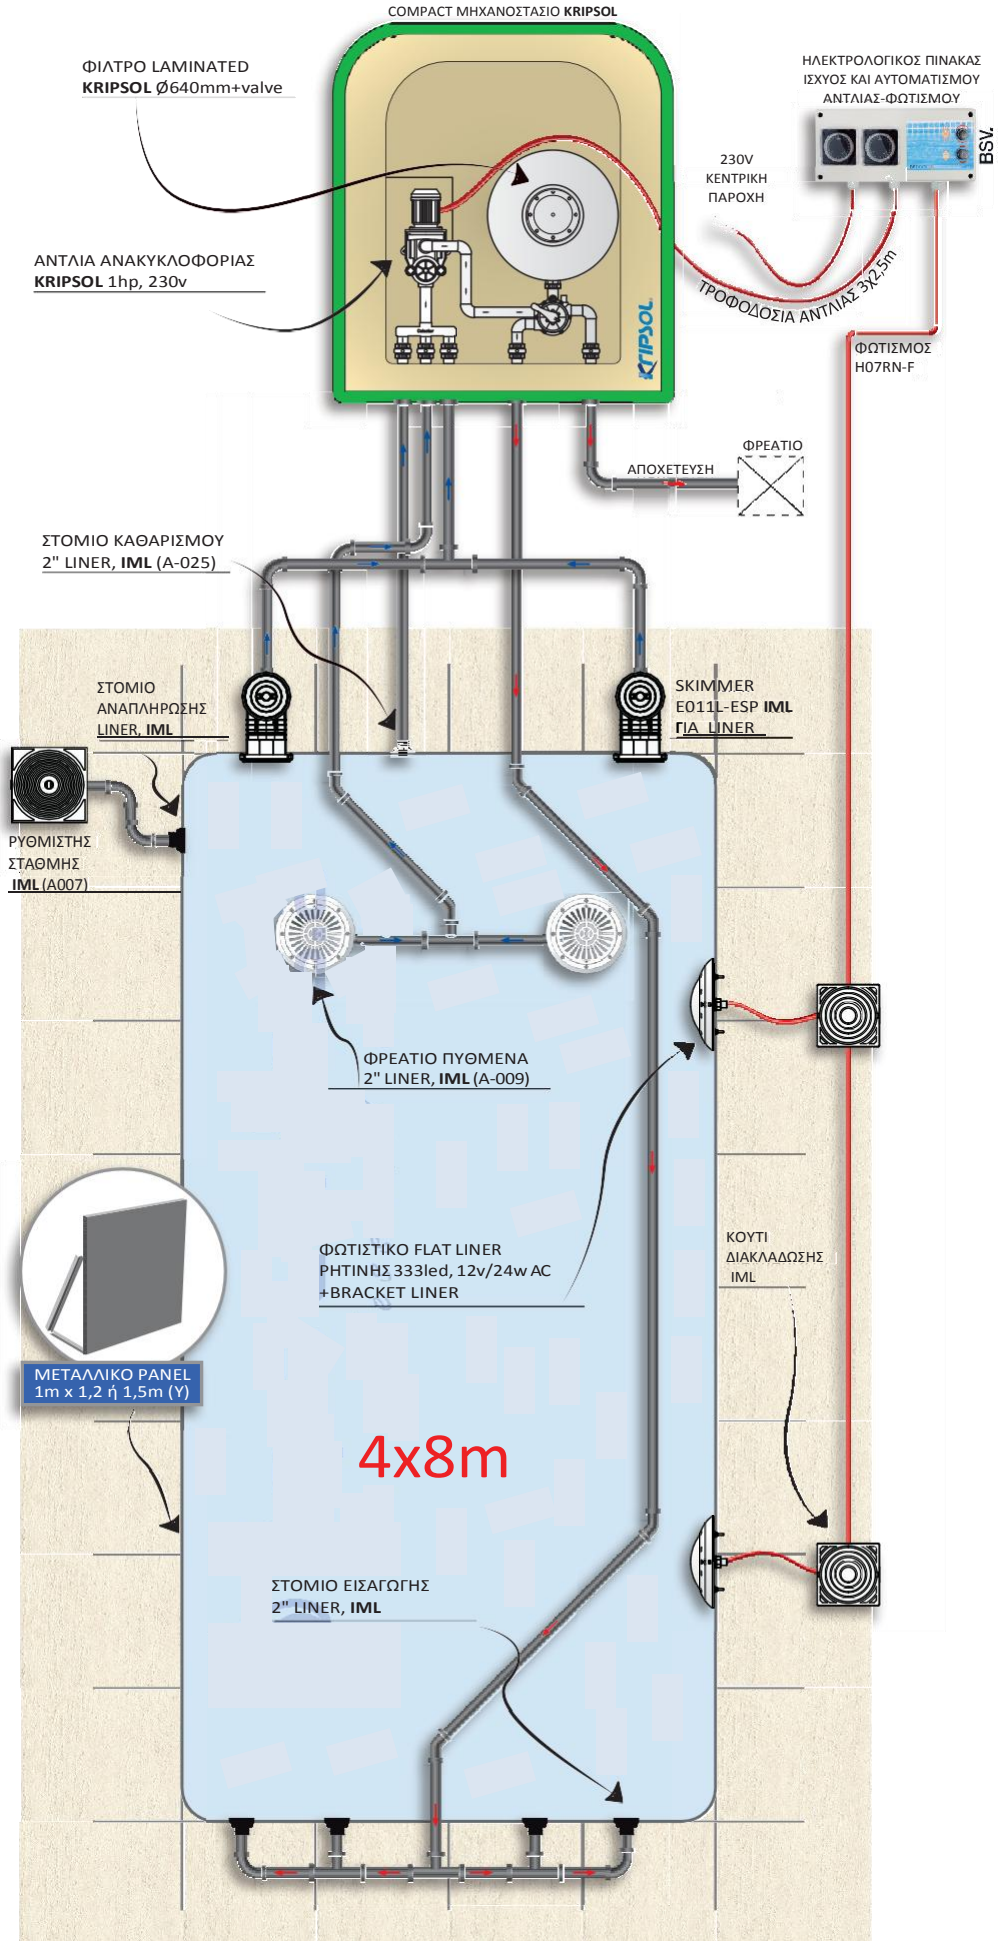 COMPACT ΜΗΧΑΝΟΣΤΑΣΙΟ KRIPSOL
ΦΙΛΤΡΟ LAMINATED
KRIPSOL Ø640mm+valve
ΗΛΕΚΤΡΟΛΟΓΙΚΟΣ ΠΙΝΑΚΑΣ
ΙΣΧΥΟΣ ΚΑΙ ΑΥΤΟΜΑΤΙΣΜΟΥ
ΑΝΤΛΙΑΣ-ΦΩΤΙΣΜΟΥ
BSV.
230V
ΚΕΝΤΡΙΚΗ
ΠΑΡΟΧΗ
ΑΝΤΛΙΑ ΑΝΑΚΥΚΛΟΦΟΡΙΑΣ
KRIPSOL 1hp, 230v
ΤΡΟΦΟΔΟΣΙΑ ΑΝΤΛΙΑΣ 3χ2,5m
KRIPSOL
ΦΩΤΙΣΜΟΣ
H07RN-F
ΦΡΕΑΤΙΟ
ΑΠΟΧΕΤΕΥΣΗ
ΣΤΟΜΙΟ ΚΑΘΑΡΙΣΜΟΥ
2" LINER, IML (A-025)
ΣΤΟΜΙΟ
ΑΝΑΠΛΗΡΩΣΗΣ
LINER, IML
SKIMMER
E011L-ESP IML
ΓΙΑ LINER
ΡΥΘΜΙΣΤΗΣ
ΣΤΑΘΜΗΣ
IML (A007)
ΦΡΕΑΤΙΟ ΠΥΘΜΕΝΑ
2" LINER, IML (A-009)
ΦΩΤΙΣΤΙΚΟ FLAT LINER
ΡΗΤΙΝΗΣ 333led, 12v/24w AC
+BRACKET LINER
ΚΟΥΤΙ
ΔΙΑΚΛΑΔΩΣΗΣ
IML
ΜΕΤΑΛΛΙΚΟ PANEL
1m x 1,2 ή 1,5m (Υ)
4x8m
ΣΤΟΜΙΟ ΕΙΣΑΓΩΓΗΣ
2" LINER, IML